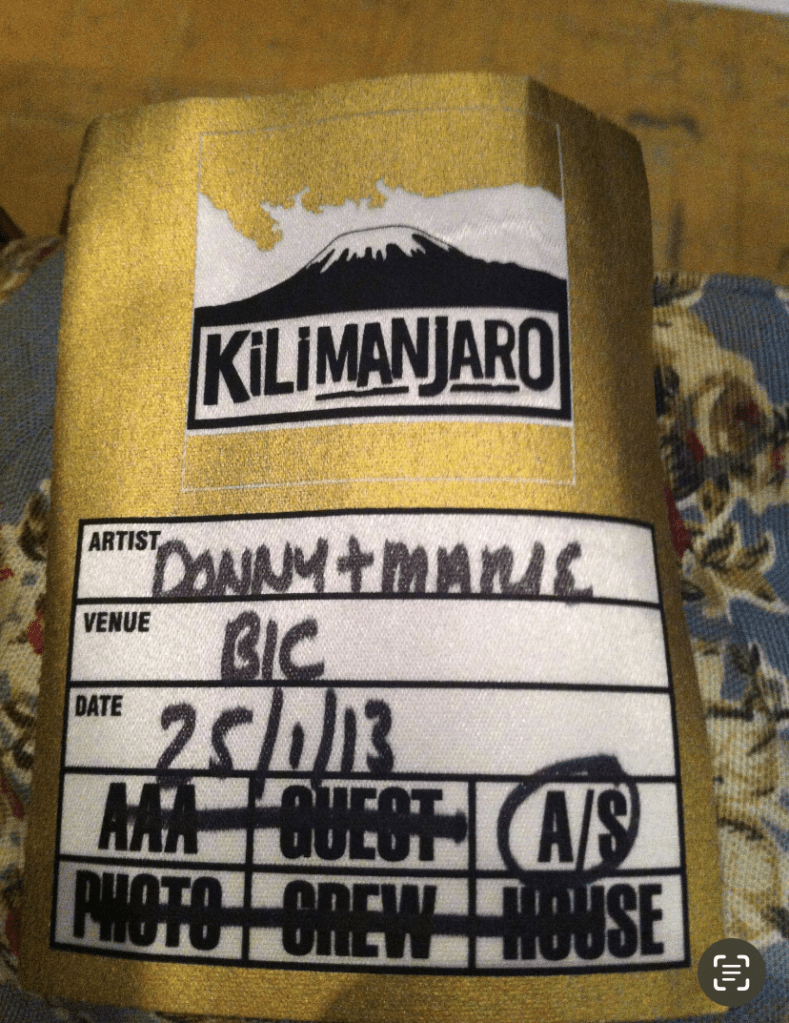 KiLiMANJARO
ARTIST DONNY + MARIE
VENUE BIC
DATE 25/1/13
AAA GUEST A/S
PHOTO CREW HOUSE